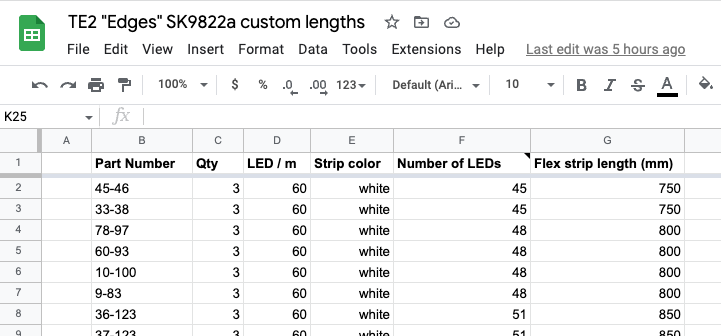 TE2 "Edges" SK9822a custom lengths
File Edit View Insert Format Data Tools Extensions Help Last edit was 5 hours ago
100% $ % .0 .00 123 Default (Ari... 10 B I S A
K25 fx
A B C D E F G
1 Part Number Qty LED / m Strip color Number of LEDs Flex strip length (mm)
2 45-46 3 60 white 45 750
3 33-38 3 60 white 45 750
4 78-97 3 60 white 48 800
5 60-93 3 60 white 48 800
6 10-100 3 60 white 48 800
7 9-83 3 60 white 48 800
8 36-123 3 60 white 51 850
9 37-123 3 60 white 51 850